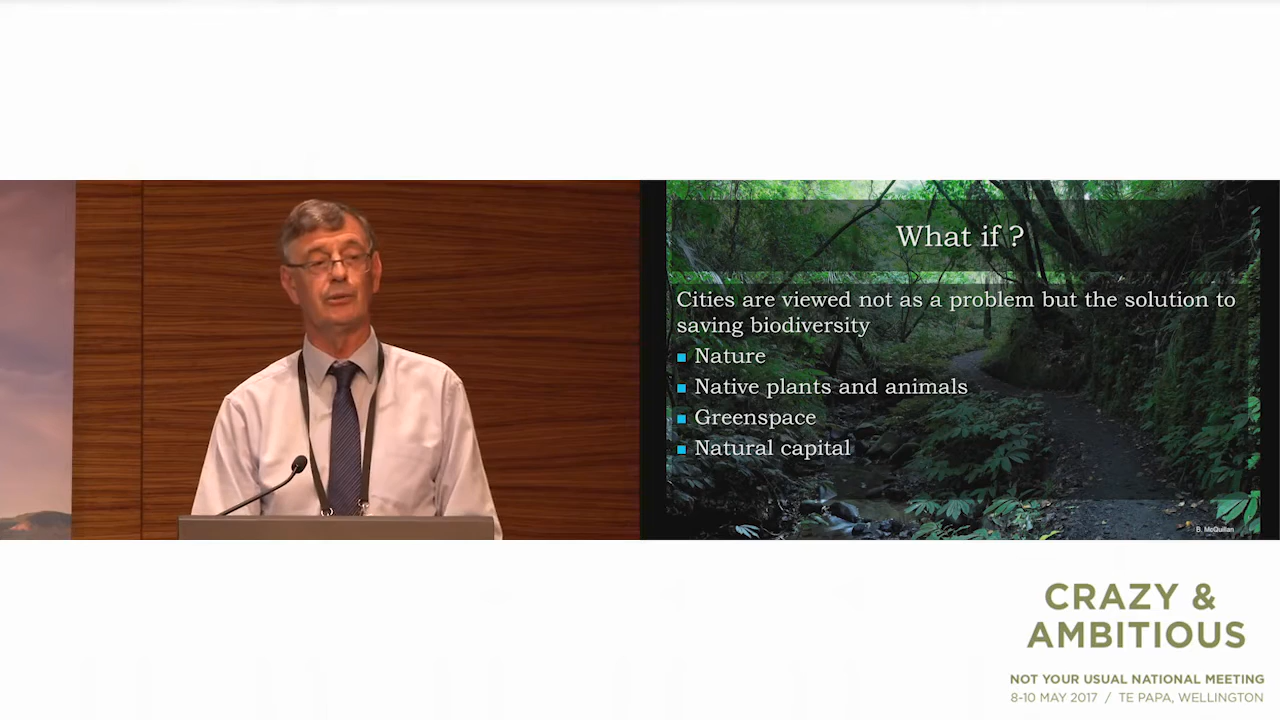 What if ?
Cities are viewed not as a problem but the solution to
saving biodiversity
Nature
Native plants and animals
Greenspace
Natural capital
B. McQuillan
CRAZY &
AMBITIOUS
NOT YOUR USUAL NATIONAL MEETING
8-10 MAY 2017 / TE PAPA, WELLINGTON